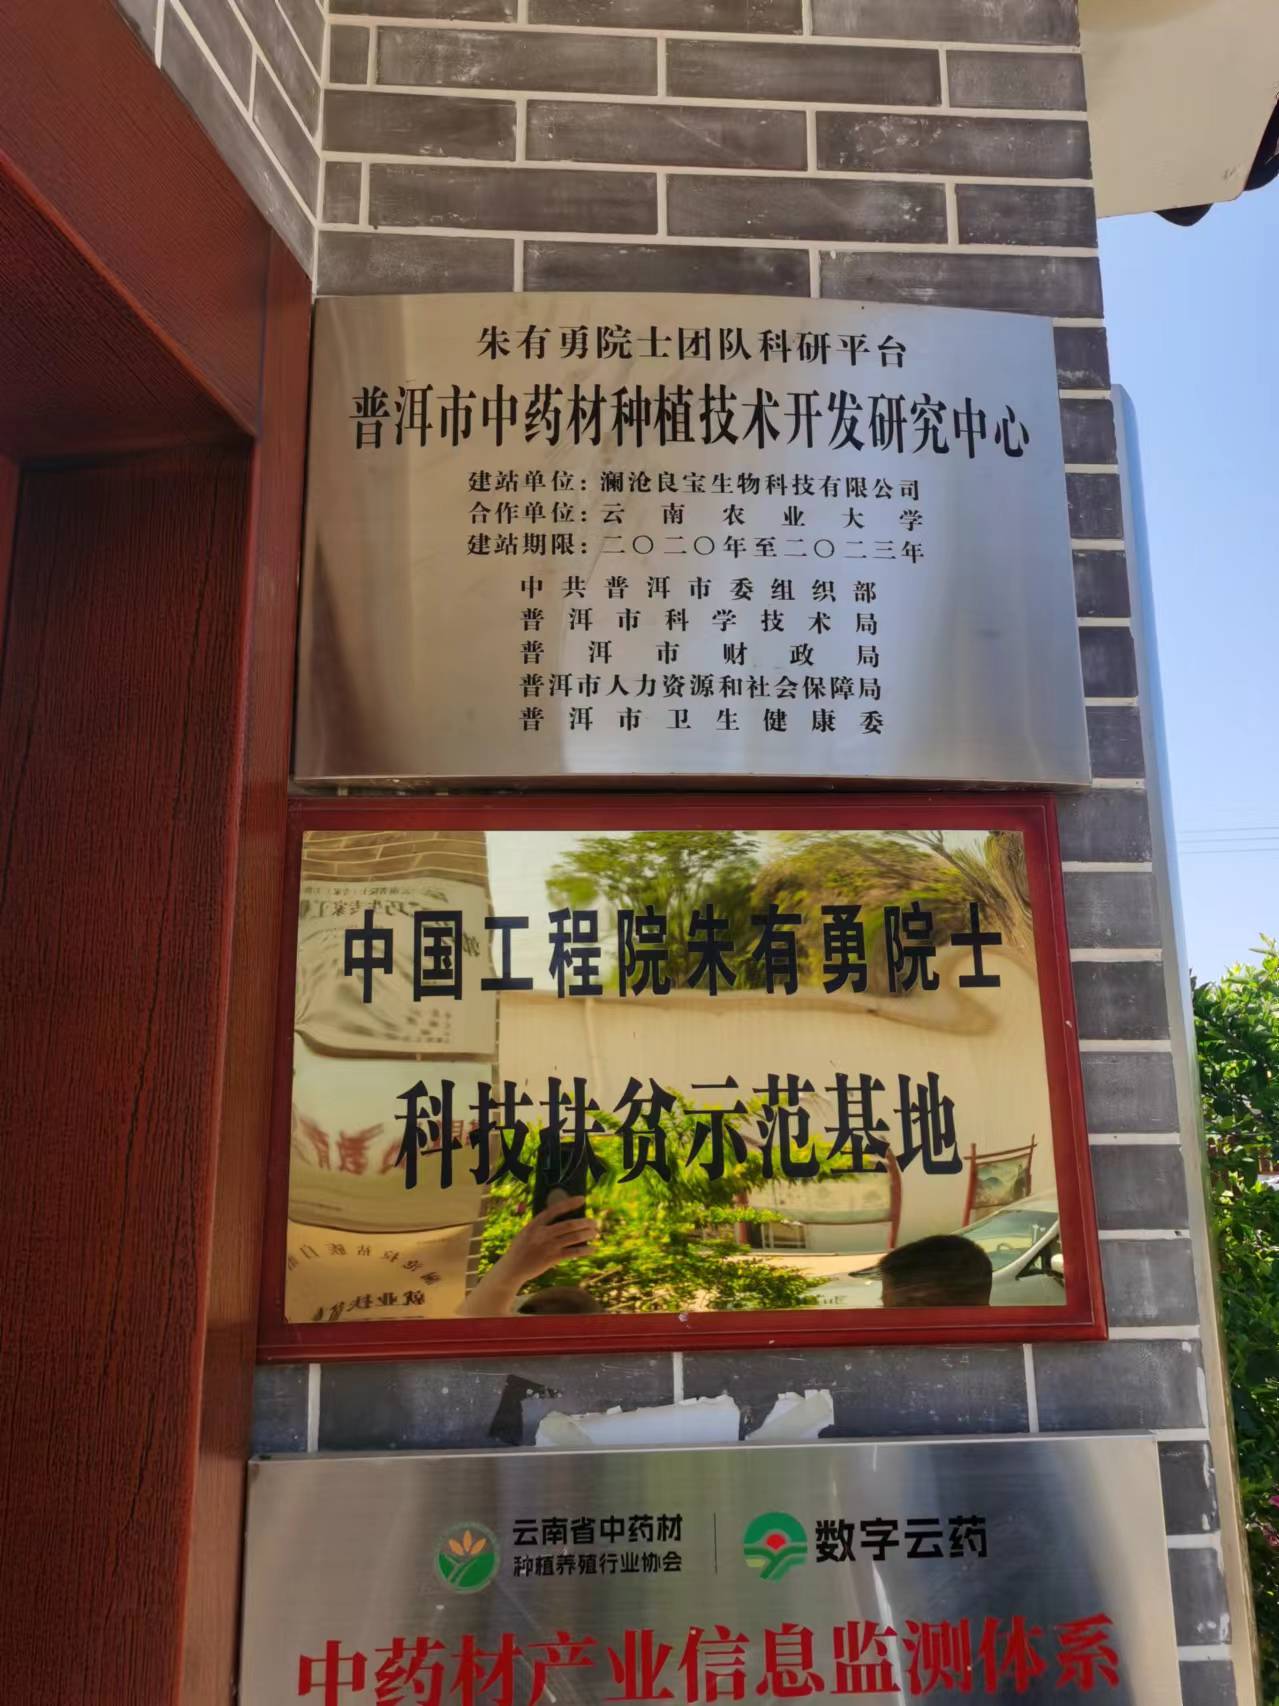 朱有勇院士团队科研平台
普洱市中药材种植技术开发研究中心
建站单位：澜沧良宝生物科技有限公司
合作单位：云南农业大学
建站期限：二〇二〇年至二〇二三年
中共普洱市委组织部
普洱市科学技术局
普洱市财政局
普洱市人力资源和社会保障局
普洱市卫生健康委
中国工程院朱有勇院士
科技扶贫示范基地
云南省中药材
种植养殖行业协会
数字云药
中药材产业信息监测体系